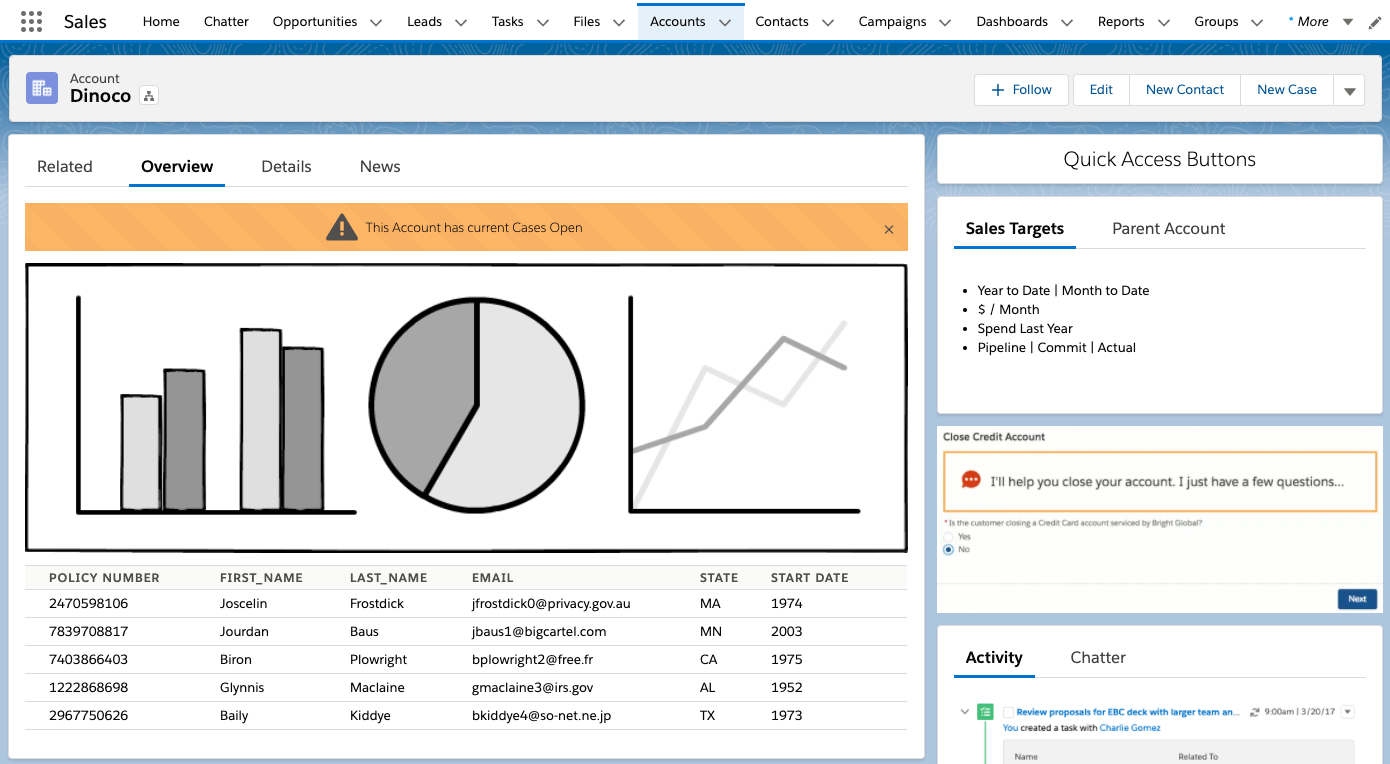 Sales Home Chatter Opportunities Leads Tasks Files Accounts Contacts Campaigns Dashboards Reports Groups * More
Account
Dinoco
+ Follow Edit New Contact New Case
Related Overview Details News
This Account has current Cases Open ×
POLICY NUMBER FIRST_NAME LAST_NAME EMAIL STATE START DATE
2470598106 Joscelin Frostdick jfrostdick0@privacy.gov.au MA 1974
7839708817 Jourdan Baus jbaus1@bigcartel.com MN 2003
7403866403 Biron Plowright bplowright2@free.fr CA 1975
1222868698 Glynnis Maclaine gmaclaine3@irs.gov AL 1952
2967750626 Baily Kiddye bkiddye4@so-net.ne.jp TX 1973
Quick Access Buttons
Sales Targets Parent Account
• Year to Date | Month to Date
• $ / Month
• Spend Last Year
• Pipeline | Commit | Actual
Close Credit Account
I'll help you close your account. I just have a few questions...
* Is the customer closing a Credit Card account serviced by Bright Global?
Yes
No
Next
Activity Chatter
Review proposals for EBC deck with larger team an... 9:00am | 3/20/17
You created a task with Charlie Gomez
Name Related To